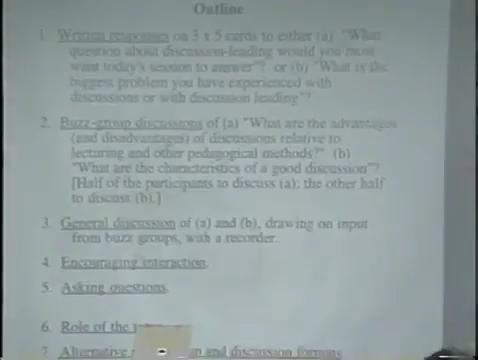 Outline
1. Written responses on 3 x 5 cards to either (a) "What
question about discussion-leading would you most
want today's session to answer"? or (b) "What is the
biggest problem you have experienced with
discussions or with discussion leading"?
2. Buzz-group discussions of (a) "What are the advantages
(and disadvantages) of discussions relative to
lecturing and other pedagogical methods?" (b)
"What are the characteristics of a good discussion"?
[Half of the participants to discuss (a); the other half
to discuss (b).]
3. General discussion of (a) and (b), drawing on input
from buzz groups, with a recorder.
4. Encouraging interaction.
5. Asking questions.
6. Role of the
7. Alternative and discussion formats